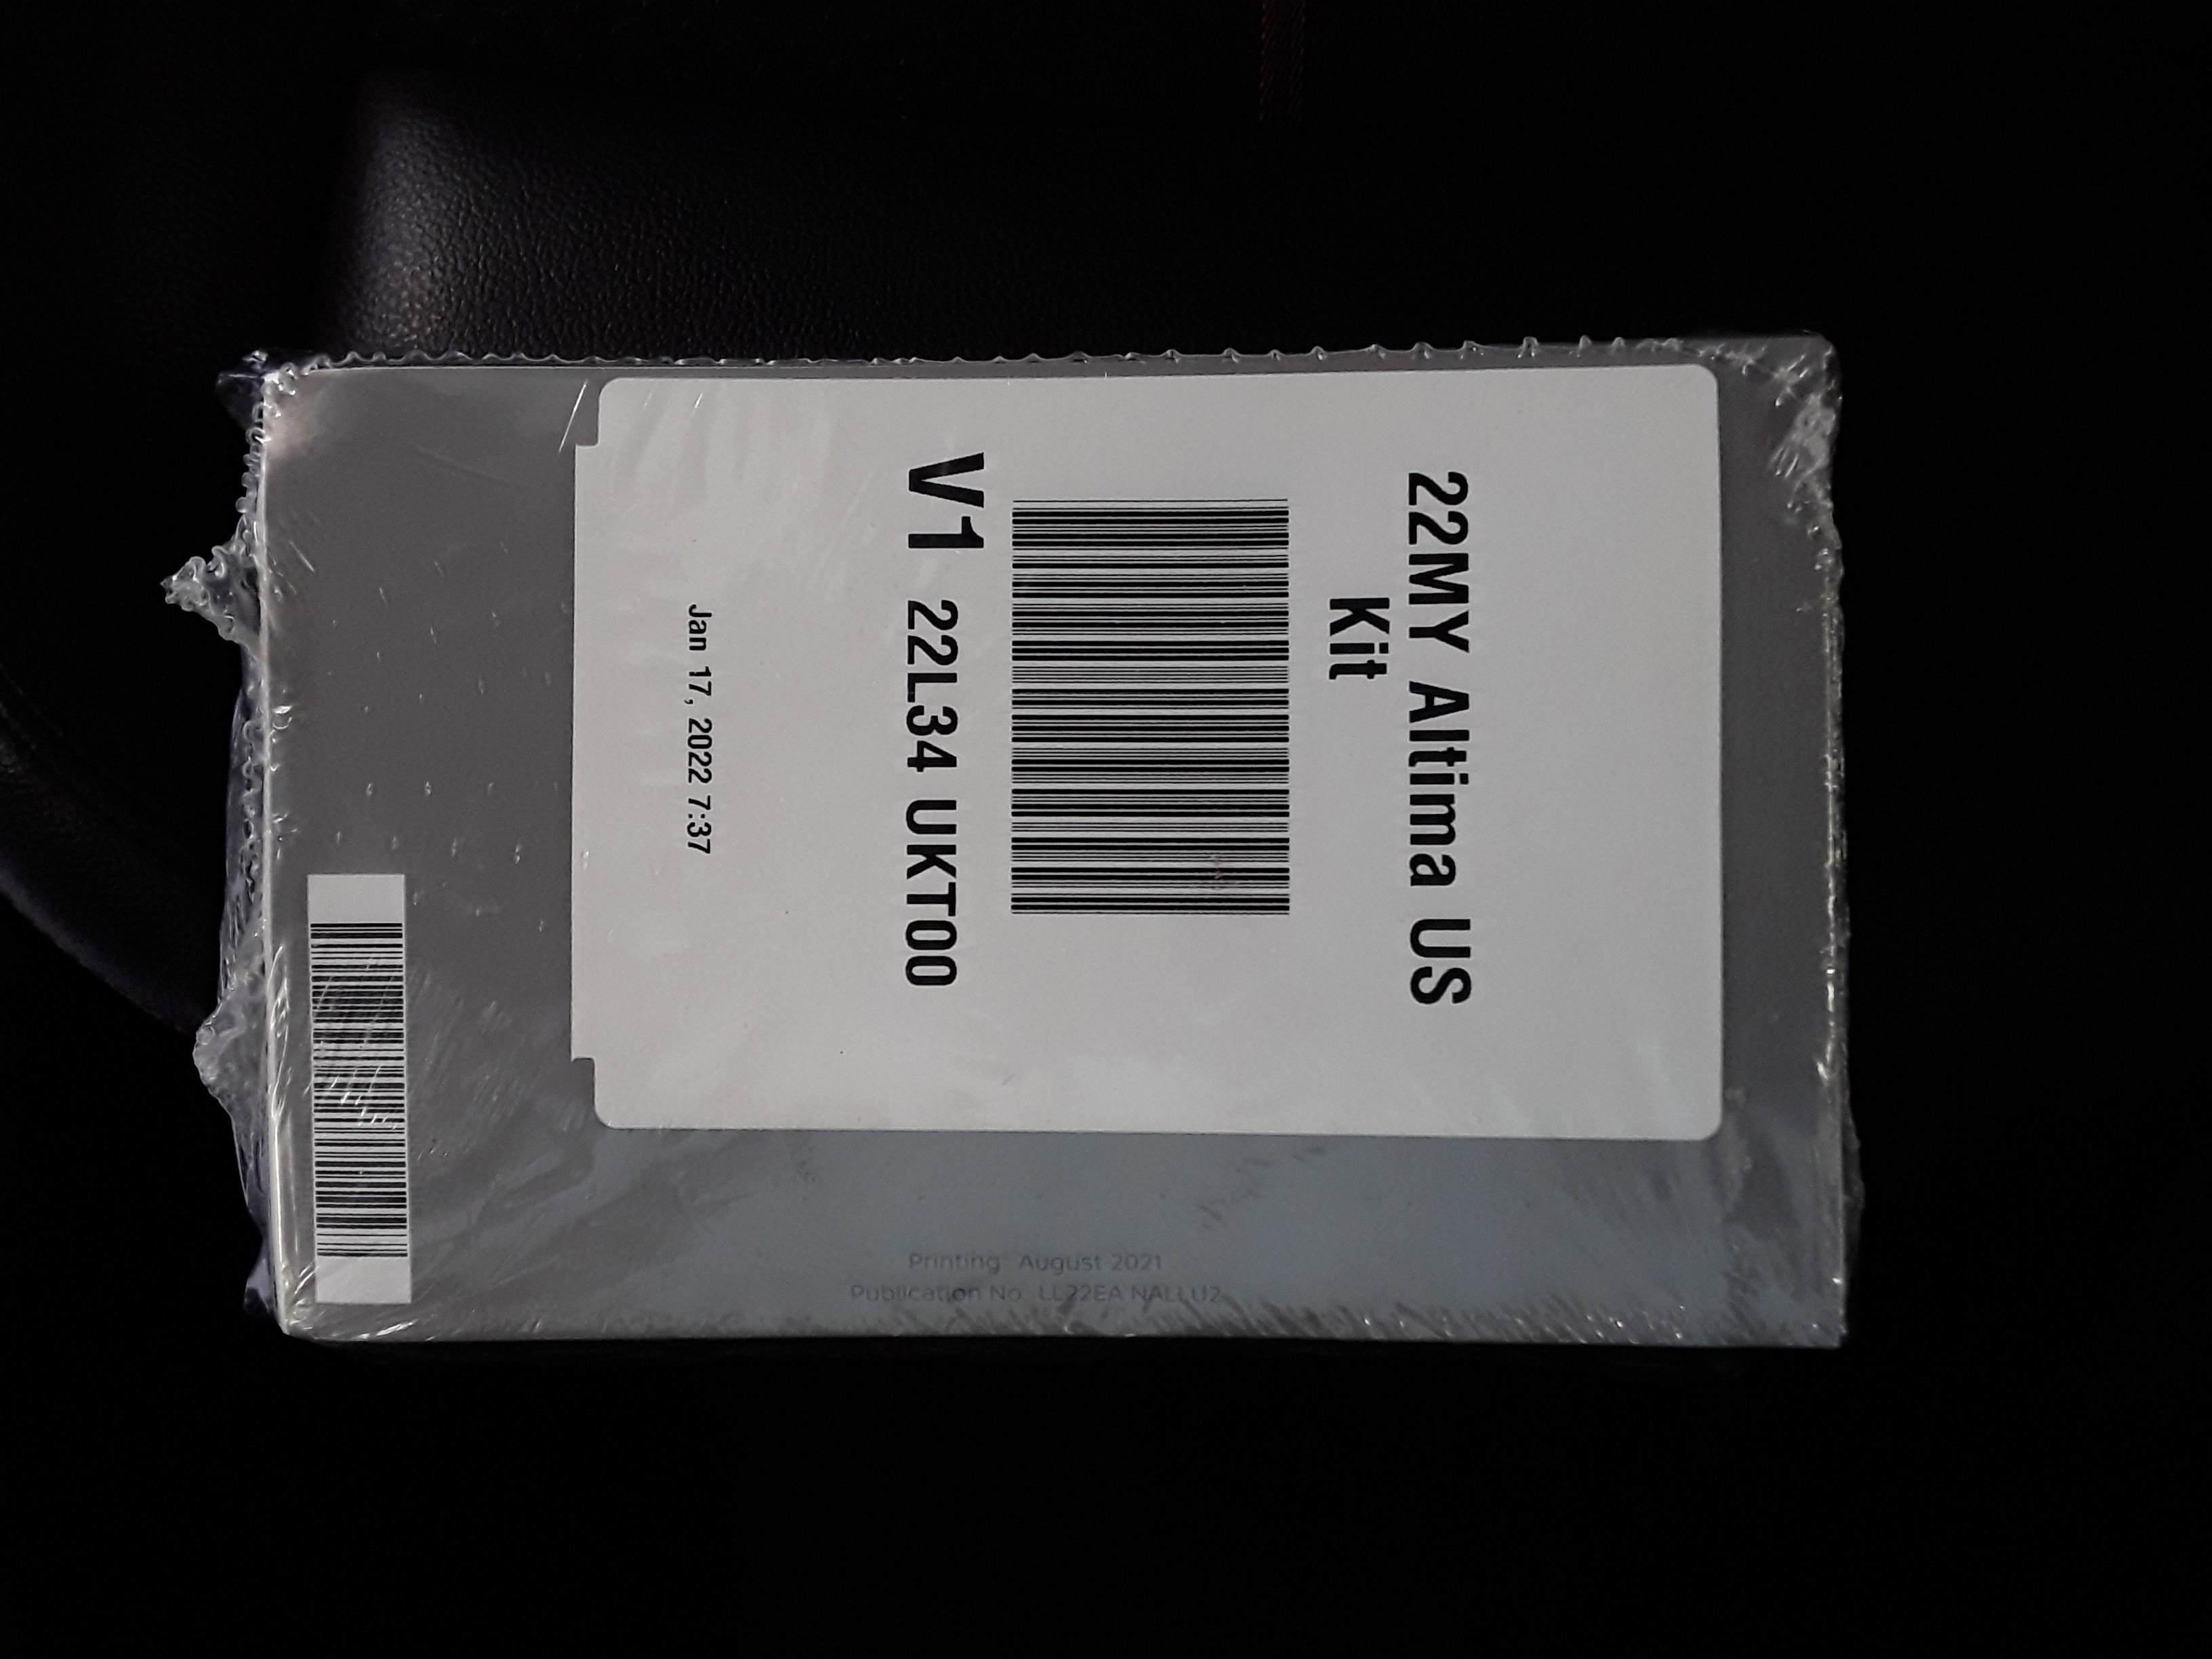 22MY Altima US
Kit
V1 22L34 UKT00
Jan 17, 2022 7:37
Printing August 2021
Publication No. LL22EA NALLU2